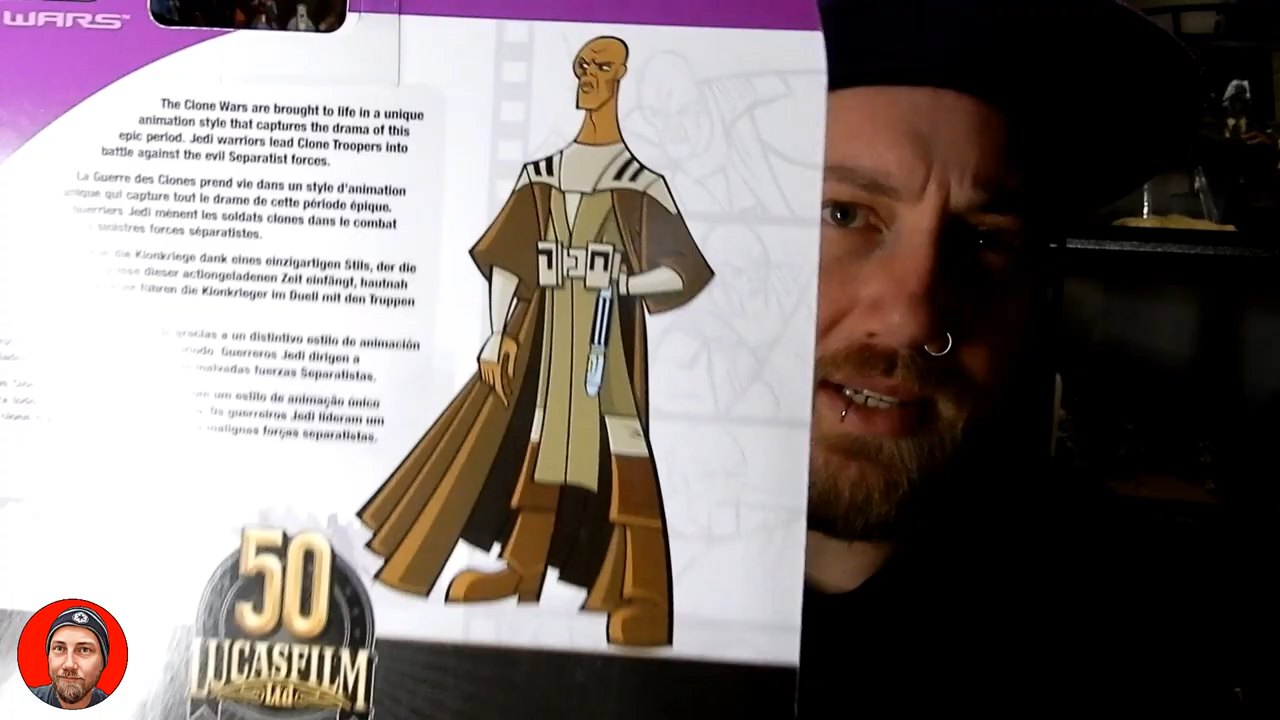 WARS™
The Clone Wars are brought to life in a unique
animation style that captures the drama of this
epic period. Jedi warriors lead Clone Troopers into
battle against the evil Separatist forces.
La Guerre des Clones prend vie dans un style d'animation
unique qui capture tout le drame de cette période épique.
guerriers Jedi mènent les soldats clones dans le combat
sinistres forces séparatistes.
die Klonkriege dank eines einzigartigen Stils, der die
dieser actiongeladenen Zeit einfängt, hautnah
führen die Klonkrieger im Duell mit den Truppen
gracias a un distintivo estilo de animación
Guerreros Jedi dirigen a
malvadas fuerzas Separatistas.
um estilo de animação único
Os guerreiros Jedi lideram um
malignas forças separatistas.
50
LUCASFILM
Ltd